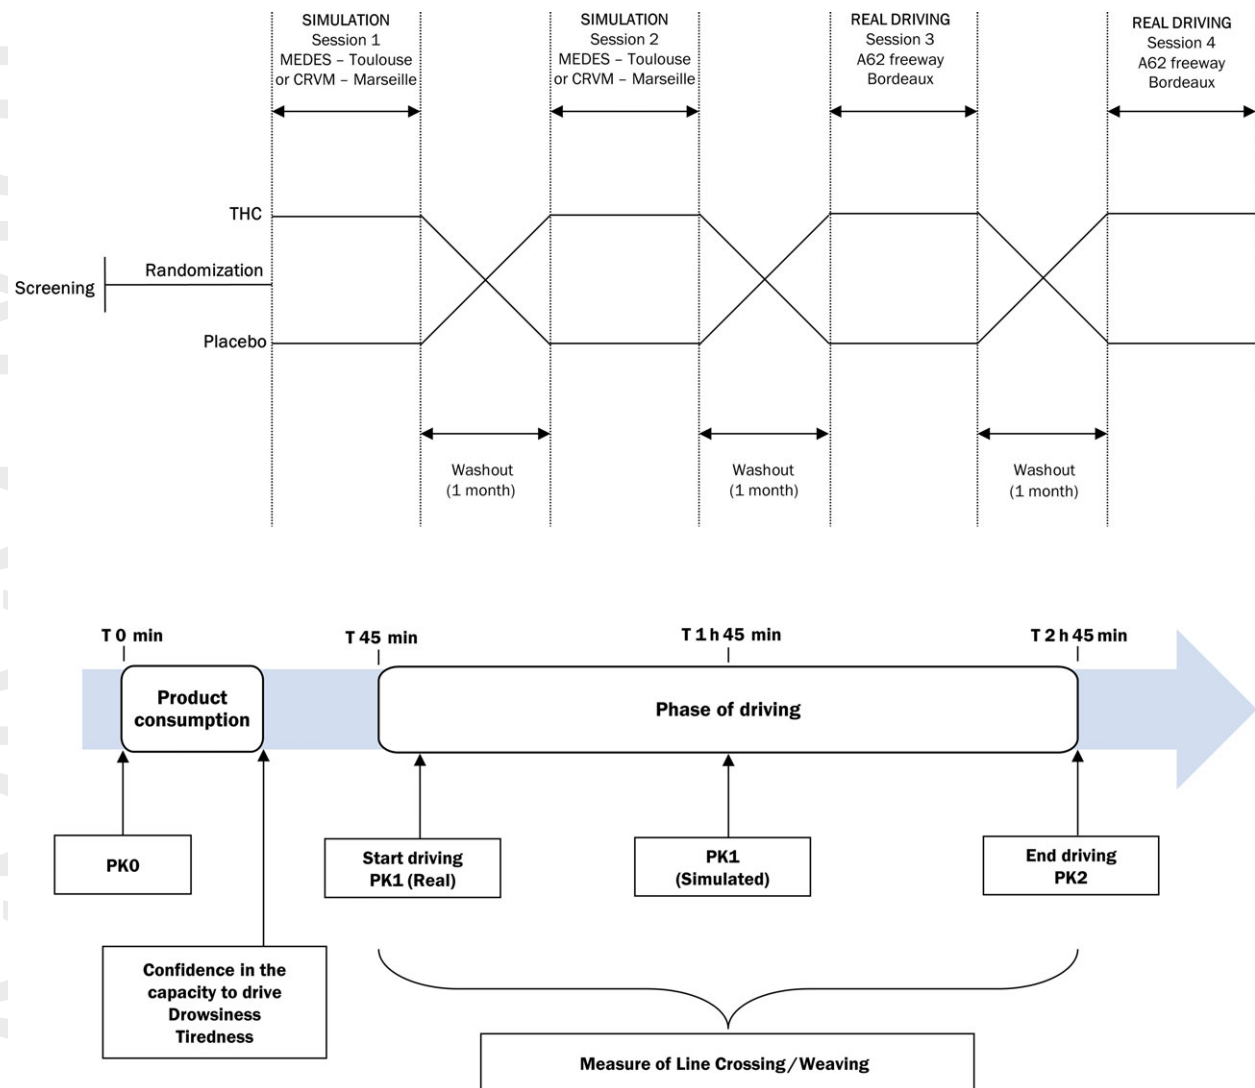 SIMULATION
Session 1
MEDES – Toulouse
or CRVM – Marseille
SIMULATION
Session 2
MEDES – Toulouse
or CRVM – Marseille
REAL DRIVING
Session 3
A62 freeway
Bordeaux
REAL DRIVING
Session 4
A62 freeway
Bordeaux
THC
Randomization
Screening
Placebo
Washout
(1 month)
Washout
(1 month)
Washout
(1 month)
T 0 min
T 45 min
T 1 h 45 min
T 2 h 45 min
Product
consumption
Phase of driving
PK0
Start driving
PK1 (Real)
PK1
(Simulated)
End driving
PK2
Confidence in the
capacity to drive
Drowsiness
Tiredness
Measure of Line Crossing/Weaving